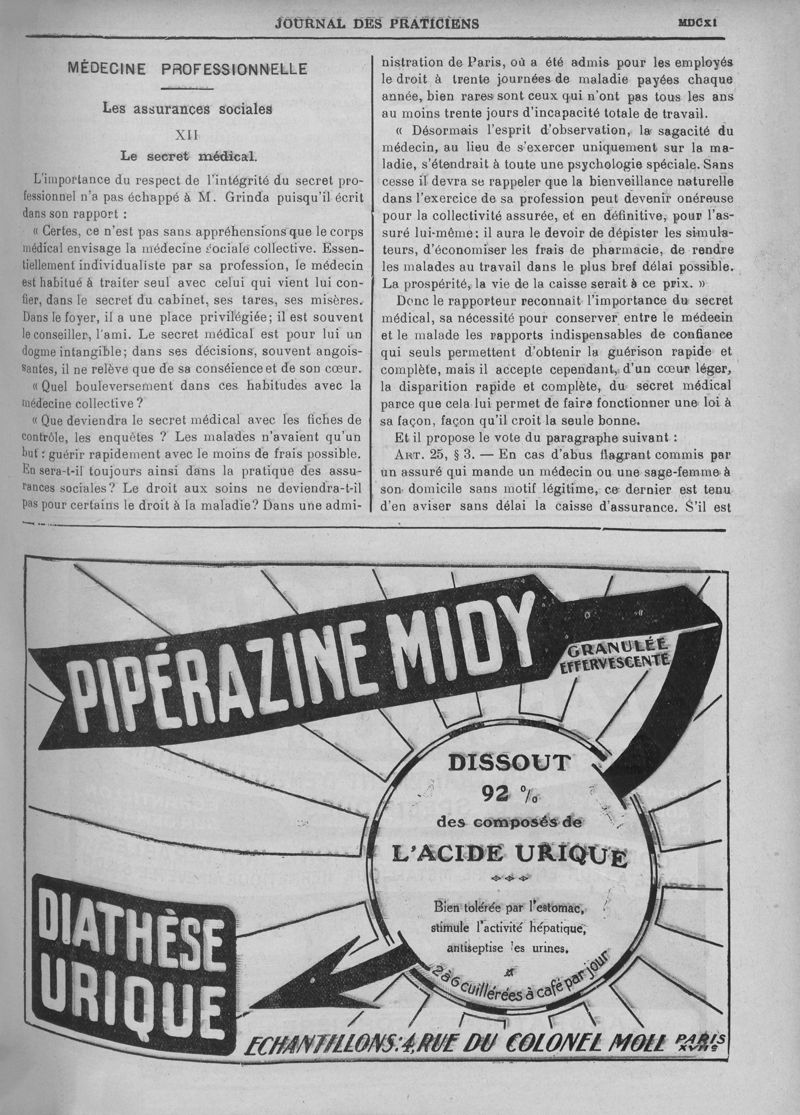 JOURNAL DES PRATICIENS
MDCXI
MÉDECINE PROFESSIONNELLE
Les assurances sociales
XII
Le secret médical.
L'importance du respect de l'intégrité du secret pro-
fessionnel n'a pas échappé à M. Grinda puisqu'il écrit
dans son rapport :
« Certes, ce n'est pas sans appréhensions que le corps
médical envisage la médecine sociale collective. Essen-
tiellement individualiste par sa profession, le médecin
est habitué à traiter seul avec celui qui vient lui con-
fier, dans le secret du cabinet, ses tares, ses misères.
Dans le foyer, il a une place privilégiée; il est souvent
le conseiller, l'ami. Le secret médical est pour lui un
dogme intangible; dans ses décisions, souvent angois-
santes, il ne relève que de sa conséience et de son cœur.
« Quel bouleversement dans ces habitudes avec la
médecine collective ?
« Que deviendra le secret médical avec les fiches de
contrôle, les enquêtes ? Les malades n'avaient qu'un
but : guérir rapidement avec le moins de frais possible.
En sera-t-il toujours ainsi dans la pratique des assu-
rances sociales? Le droit aux soins ne deviendra-t-il
pas pour certains le droit à la maladie? Dans une admi-
nistration de Paris, où a été admis pour les employés
le droit à trente journées de maladie payées chaque
année, bien rares sont ceux qui n'ont pas tous les ans
au moins trente jours d'incapacité totale de travail.
« Désormais l'esprit d'observation, la sagacité du
médecin, au lieu de s'exercer uniquement sur la ma-
ladie, s'étendrait à toute une psychologie spéciale. Sans
cesse il devra se rappeler que la bienveillance naturelle
dans l'exercice de sa profession peut devenir onéreuse
pour la collectivité assurée, et en définitive, pour l'as-
suré lui-même; il aura le devoir de dépister les simula-
teurs, d'économiser les frais de pharmacie, de rendre
les malades au travail dans le plus bref délai possible.
La prospérité, la vie de la caisse serait à ce prix. »
Donc le rapporteur reconnait l'importance du secret
médical, sa nécessité pour conserver entre le médecin
et le malade les rapports indispensables de confiance
qui seuls permettent d'obtenir la guérison rapide et
complète, mais il accepte cependant, d'un cœur léger,
la disparition rapide et complète, du secret médical
parce que cela lui permet de faire fonctionner une loi à
sa façon, façon qu'il croit la seule bonne.
Et il propose le vote du paragraphe suivant :
ART. 25, § 3. — En cas d'abus flagrant commis par
un assuré qui mande un médecin ou une sage-femme à
son domicile sans motif légitime, ce dernier est tenu
d'en aviser sans délai la caisse d'assurance. S'il est
PIPÉRAZINE MIDY
GRANULÉE
EFFERVESCENTE
DISSOUT
92 %
des composés de
L'ACIDE URIQUE
Bien tolérée par l'estomac,
stimule l'activité hépatique,
antiseptise les urines.
2 à 6 cuillérées à café par jour
DIATHÈSE
URIQUE
ECHANTILLONS: 4, RUE DU COLONEL MOLL PARIS
XVIIe